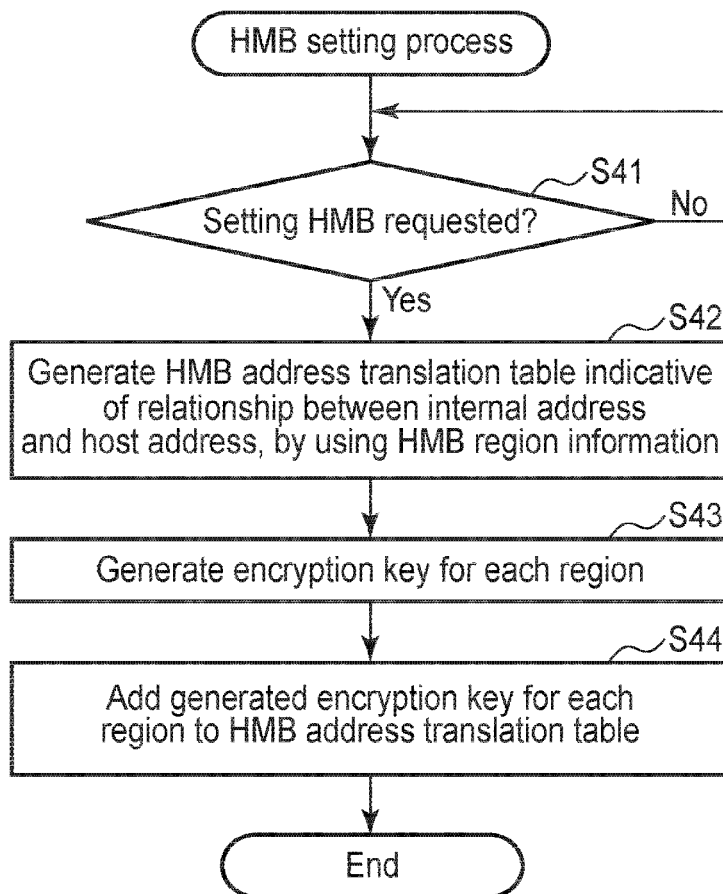 HMB setting process
S41
Setting HMB requested?
No
Yes
S42
Generate HMB address translation table indicative
of relationship between internal address
and host address, by using HMB region information
S43
Generate encryption key for each region
S44
Add generated encryption key for each
region to HMB address translation table
End